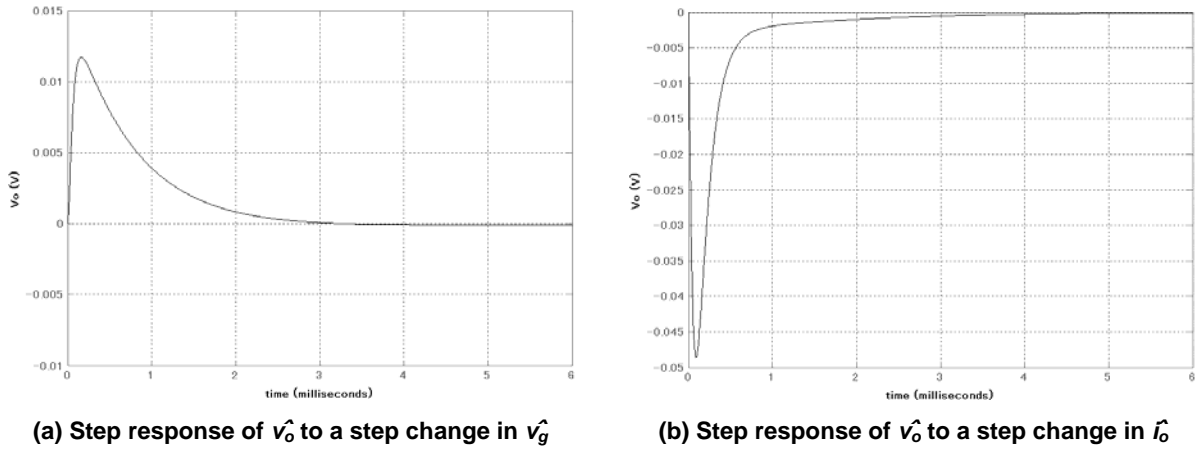 0.015
0.01
0.005
0
-0.005
-0.01
Vo (V)
0 1 2 3 4 5 6
time (milliseconds)
(a) Step response of v̂o to a step change in v̂g
0
-0.005
-0.01
-0.015
-0.02
-0.025
-0.03
-0.035
-0.04
-0.045
-0.05
Vo (V)
0 1 2 3 4 5 6
time (milliseconds)
(b) Step response of v̂o to a step change in îo